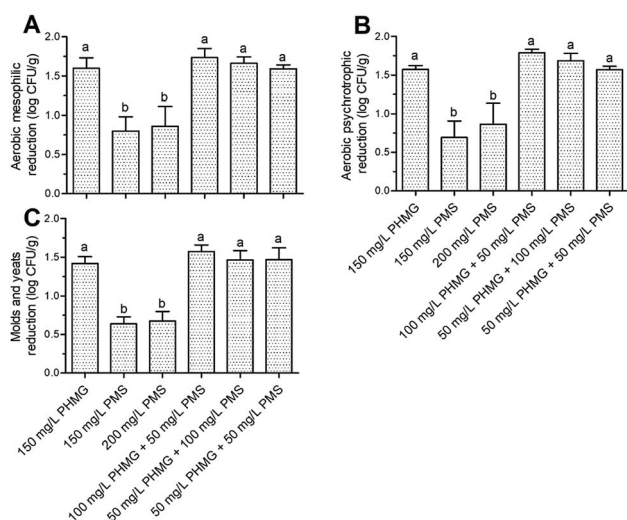 A
Aerobic mesophilic
reduction (log CFU/g)
2.0
1.5
1.0
0.5
0.0
a
b
b
a
a
a
B
Aerobic psychrotrophic
reduction (log CFU/g)
2.0
1.5
1.0
0.5
0.0
a
b
b
a
a
a
150 mg/L PHMG
150 mg/L PMS
200 mg/L PMS
100 mg/L PHMG + 50 mg/L PMS
50 mg/L PHMG + 100 mg/L PMS
50 mg/L PHMG + 50 mg/L PMS
C
Molds and yeats
reduction (log CFU/g)
2.0
1.5
1.0
0.5
0.0
a
b
b
a
a
a
150 mg/L PHMG
150 mg/L PMS
200 mg/L PMS
100 mg/L PHMG + 50 mg/L PMS
50 mg/L PHMG + 100 mg/L PMS
50 mg/L PHMG + 50 mg/L PMS